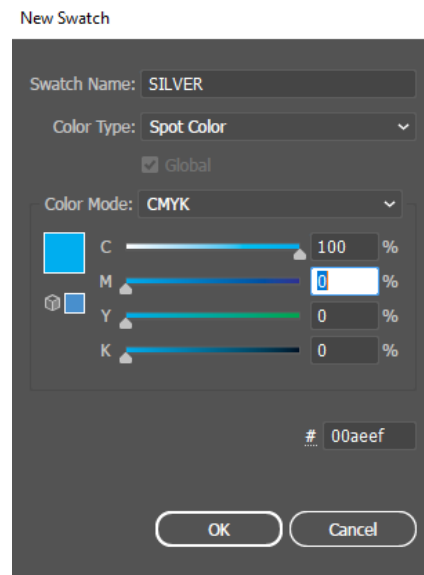 New Swatch
Swatch Name: SILVER
Color Type: Spot Color
Global
Color Mode: CMYK
C 100 %
M 0 %
Y 0 %
K 0 %
# 00aeef
OK Cancel